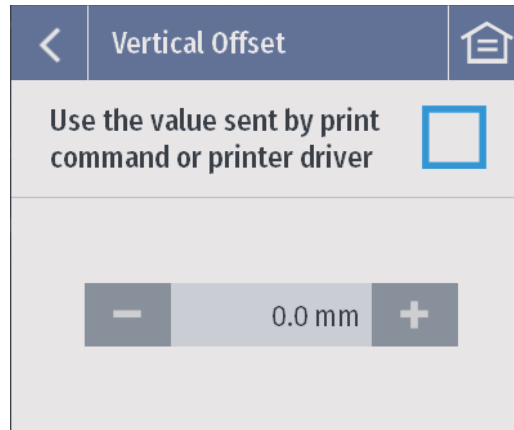 Vertical Offset
Use the value sent by print
command or printer driver
0.0 mm